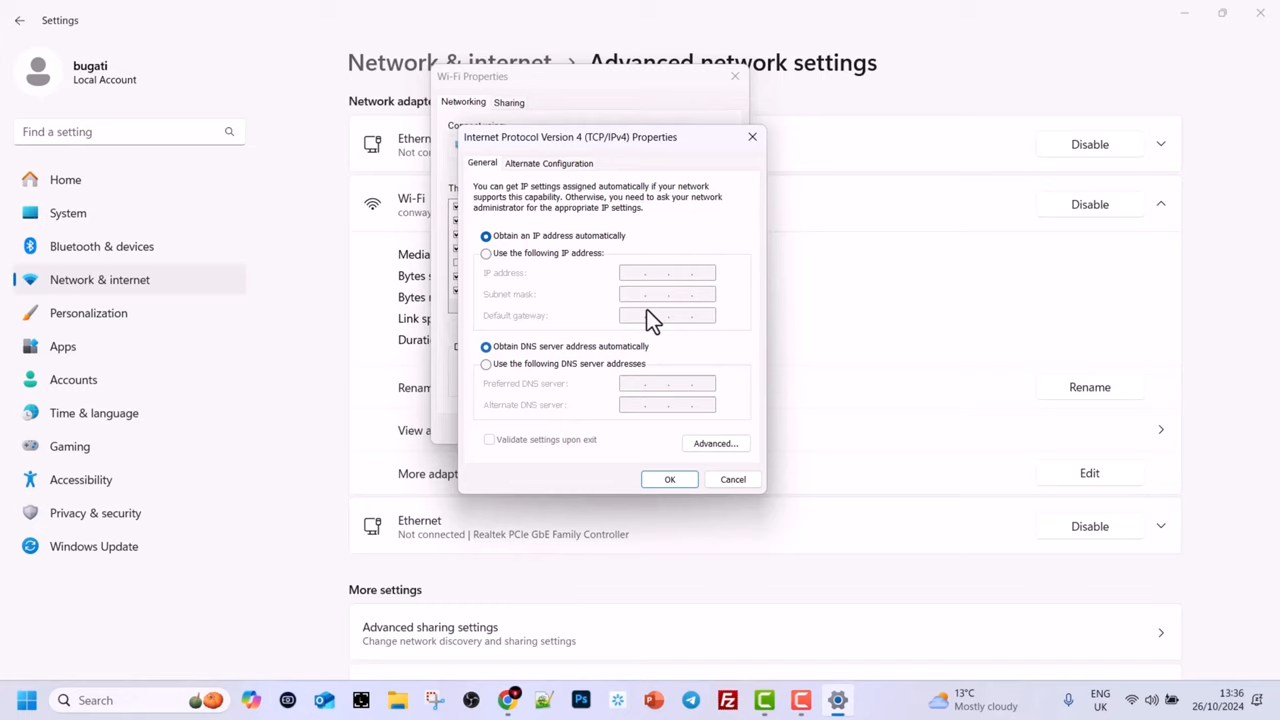 Settings
bugati
Local Account
Find a setting
Home
System
Bluetooth & devices
Network & internet
Personalization
Apps
Accounts
Time & language
Gaming
Accessibility
Privacy & security
Windows Update
Network & internet > Advanced network settings
Network adapte
Ethern
Not con
Disable
Wi-Fi
conway
Disable
Media
Bytes s
Bytes r
Link sp
Duratio
Renam
Rename
View a
More adapt
Edit
Ethernet
Not connected | Realtek PCIe GbE Family Controller
Disable
More settings
Advanced sharing settings
Change network discovery and sharing settings
Wi-Fi Properties
Networking
Sharing
Internet Protocol Version 4 (TCP/IPv4) Properties
General
Alternate Configuration
You can get IP settings assigned automatically if your network
supports this capability. Otherwise, you need to ask your network
administrator for the appropriate IP settings.
Obtain an IP address automatically
Use the following IP address:
IP address:
Subnet mask:
Default gateway:
Obtain DNS server address automatically
Use the following DNS server addresses
Preferred DNS server:
Alternate DNS server:
Validate settings upon exit
Advanced...
OK
Cancel
Search
Ps
13°C
Mostly cloudy
ENG
UK
13:36
26/10/2024